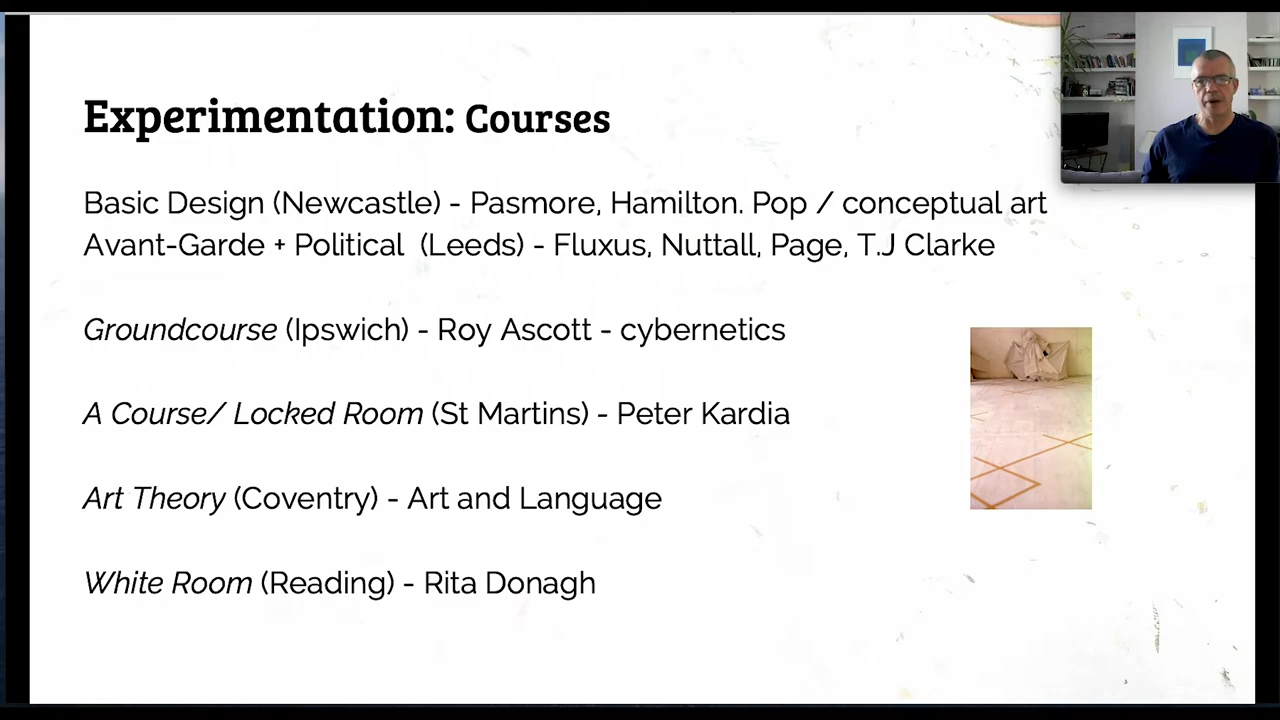 Experimentation: Courses
Basic Design (Newcastle) - Pasmore, Hamilton. Pop / conceptual art
Avant-Garde + Political (Leeds) - Fluxus, Nuttall, Page, T.J Clarke
Groundcourse (Ipswich) - Roy Ascott - cybernetics
A Course/ Locked Room (St Martins) - Peter Kardia
Art Theory (Coventry) - Art and Language
White Room (Reading) - Rita Donagh